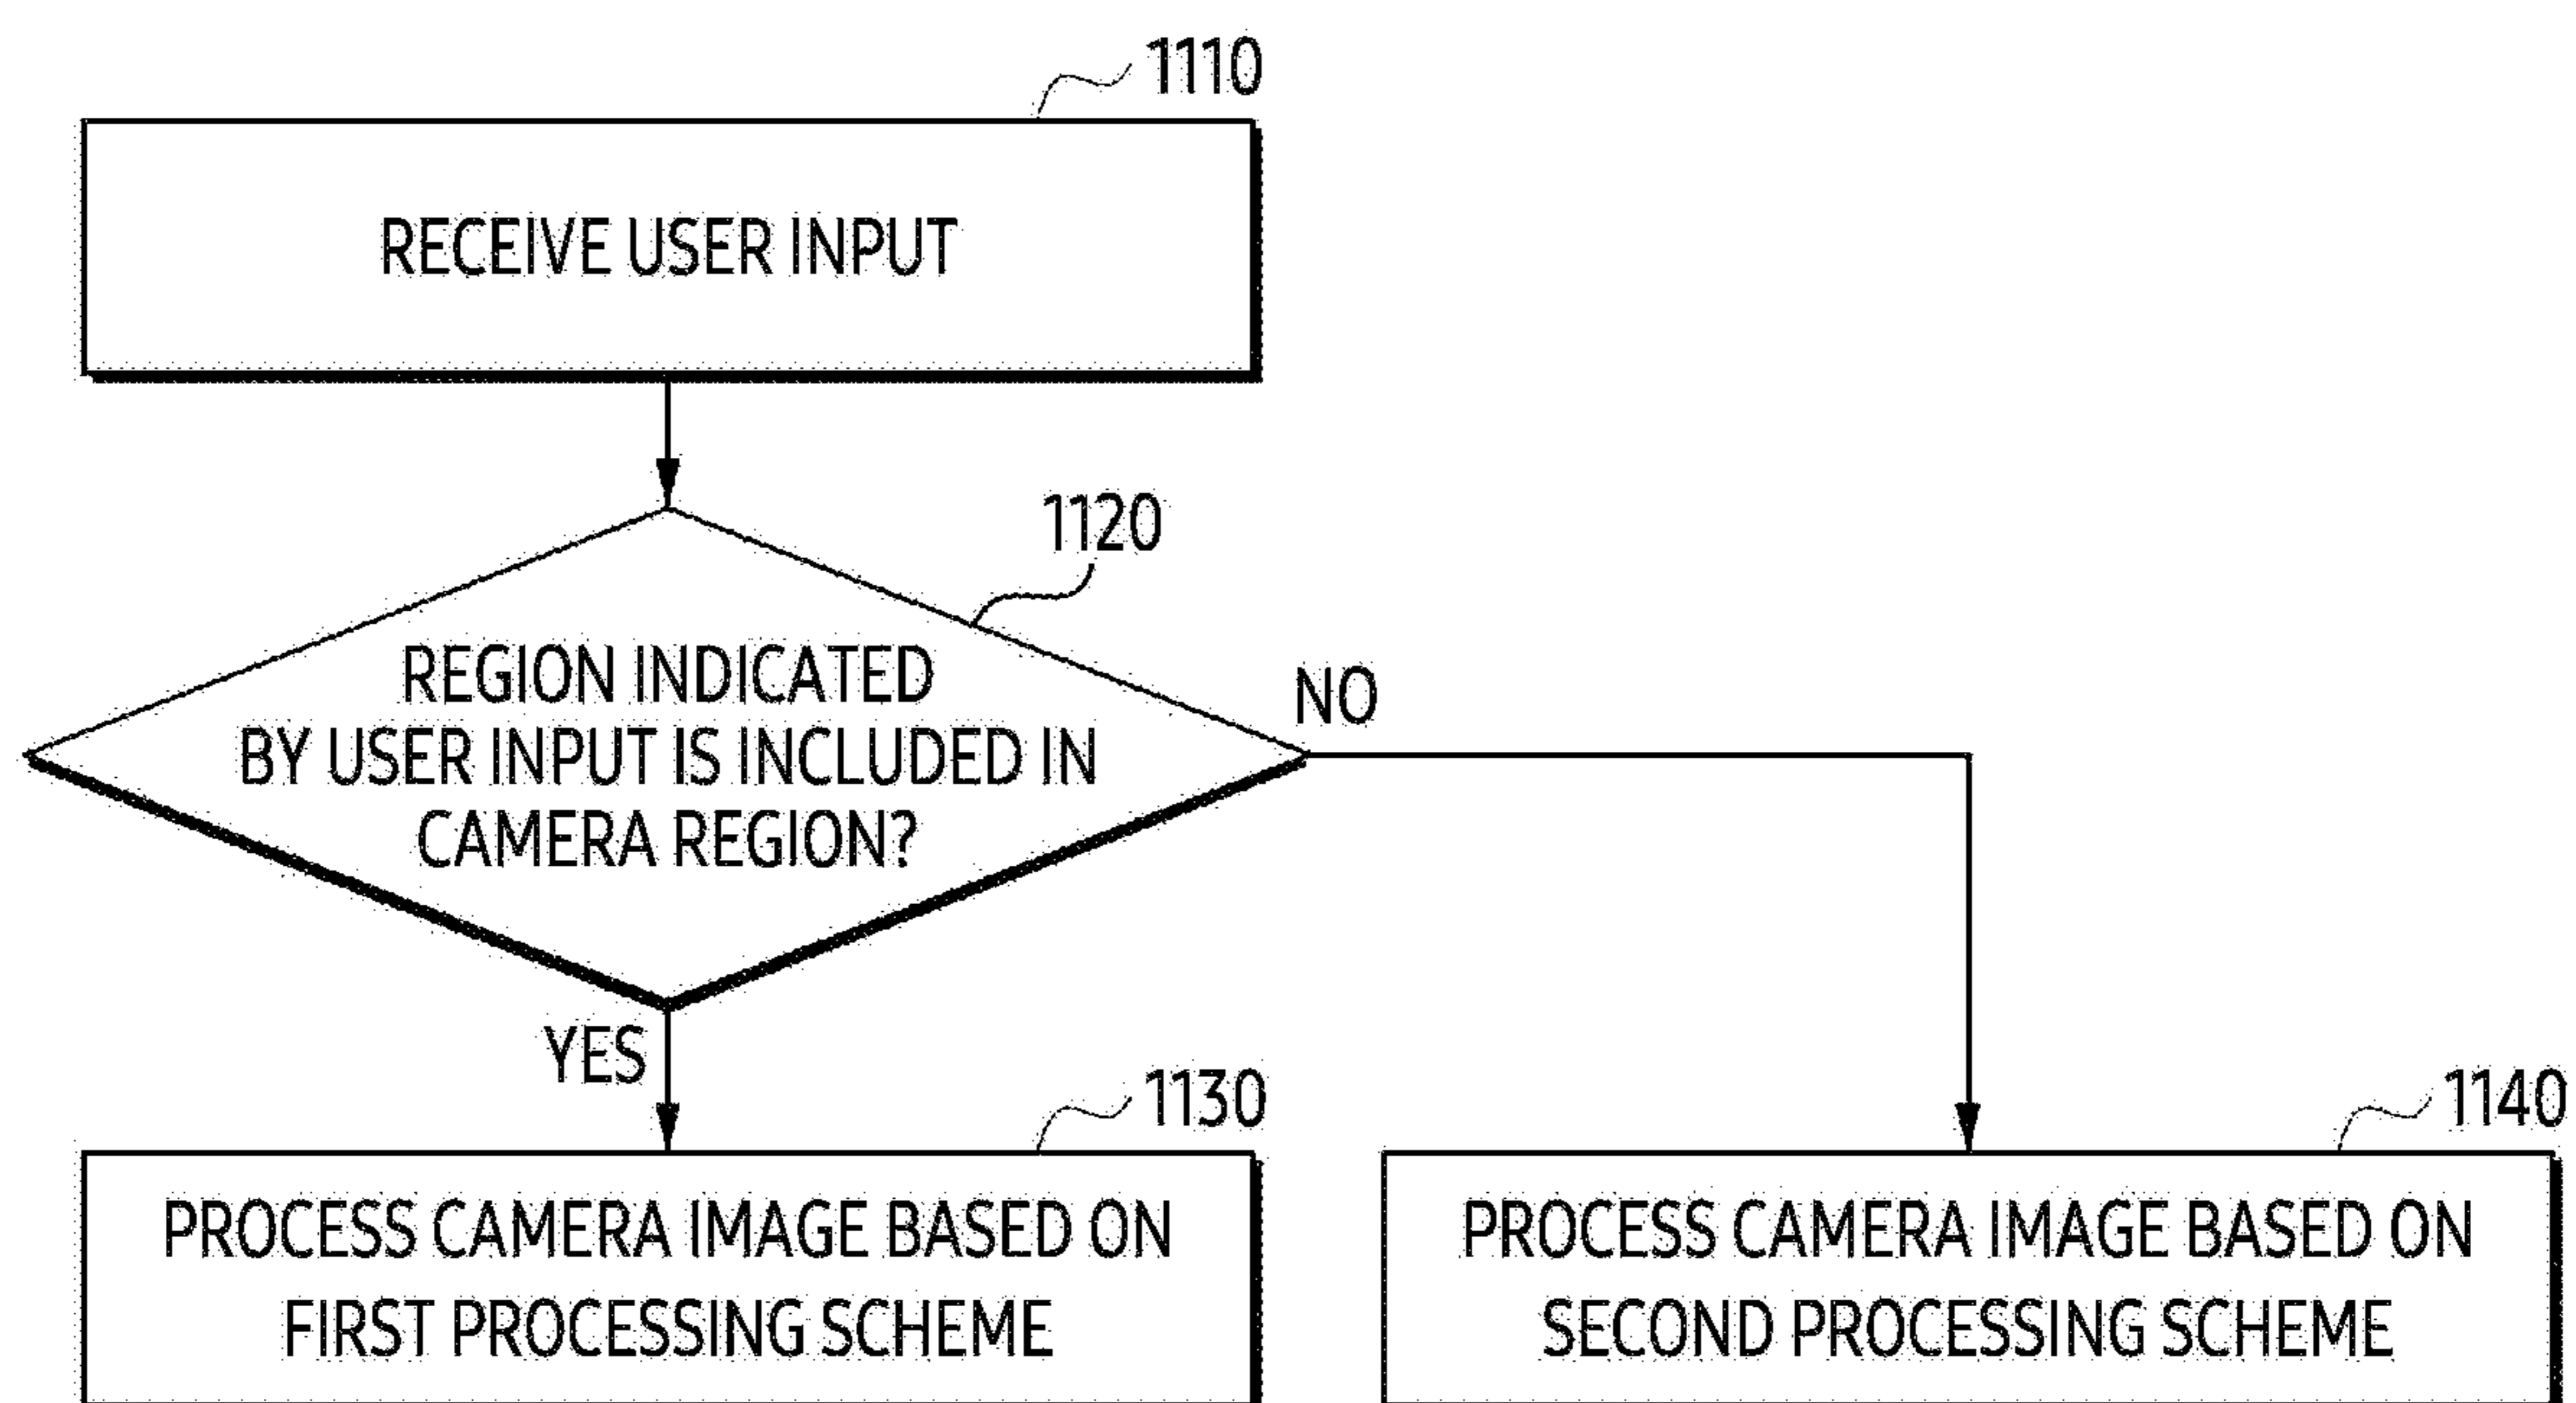 1110
RECEIVE USER INPUT
1120
REGION INDICATED
BY USER INPUT IS INCLUDED IN
CAMERA REGION?
NO
YES
1130
PROCESS CAMERA IMAGE BASED ON
FIRST PROCESSING SCHEME
1140
PROCESS CAMERA IMAGE BASED ON
SECOND PROCESSING SCHEME